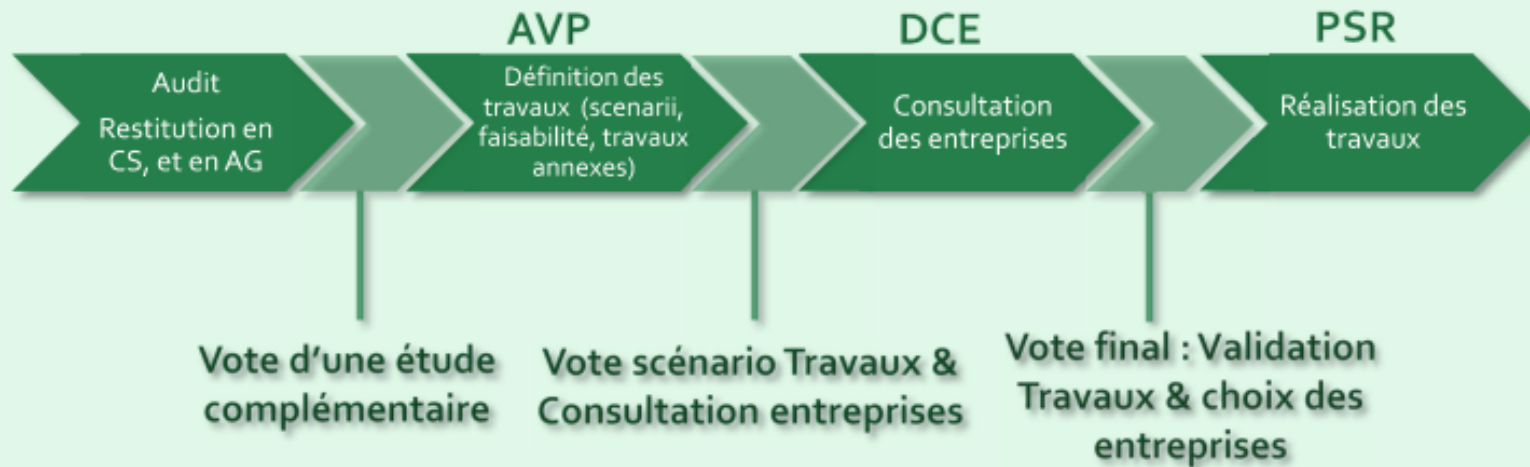 AVP
DCE
PSR
Audit
Restitution en
CS, et en AG
Définition des
travaux (scenarii,
faisabilité, travaux
annexes)
Consultation
des entreprises
Réalisation des
travaux
Vote d'une étude
complémentaire
Vote scénario Travaux &
Consultation entreprises
Vote final : Validation
Travaux & choix des
entreprises